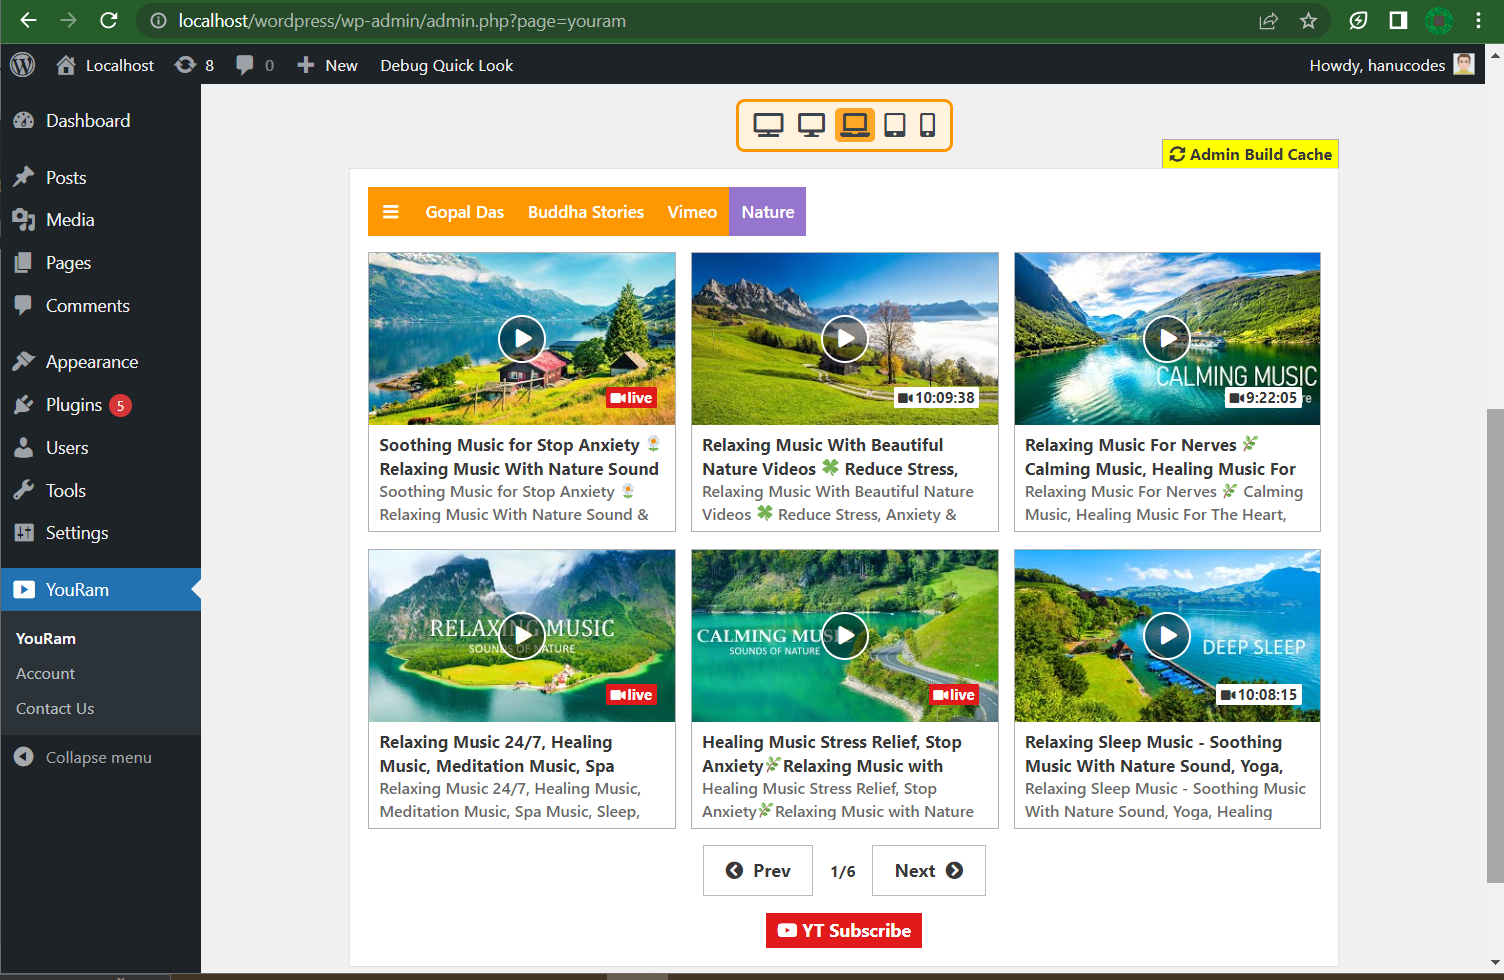 localhost/wordpress/wp-admin/admin.php?page=youram
Localhost 8 0 New Debug Quick Look Howdy, hanucodes
Dashboard
Posts
Media
Pages
Comments
Appearance
Plugins 5
Users
Tools
Settings
YouRam
YouRam
Account
Contact Us
Collapse menu
Admin Build Cache
Gopal Das Buddha Stories Vimeo Nature
live
10:09:38
CALMING MUSIC
re
9:22:05
Soothing Music for Stop Anxiety 🌼
Relaxing Music With Nature Sound
Soothing Music for Stop Anxiety 🌼
Relaxing Music With Nature Sound &
Relaxing Music With Beautiful
Nature Videos 🍀 Reduce Stress,
Relaxing Music With Beautiful Nature
Videos 🍀 Reduce Stress, Anxiety &
Relaxing Music For Nerves 🌿
Calming Music, Healing Music For
Relaxing Music For Nerves 🌿 Calming
Music, Healing Music For The Heart,
RELAXING MUSIC
SOUNDS OF NATURE
live
CALMING MUS
SOUNDS OF NATURE
live
DEEP SLEEP
10:08:15
Relaxing Music 24/7, Healing
Music, Meditation Music, Spa
Relaxing Music 24/7, Healing Music,
Meditation Music, Spa Music, Sleep,
Healing Music Stress Relief, Stop
Anxiety🌿Relaxing Music with
Healing Music Stress Relief, Stop
Anxiety🌿Relaxing Music with Nature
Relaxing Sleep Music - Soothing
Music With Nature Sound, Yoga,
Relaxing Sleep Music - Soothing Music
With Nature Sound, Yoga, Healing
Prev 1/6 Next
YT Subscribe